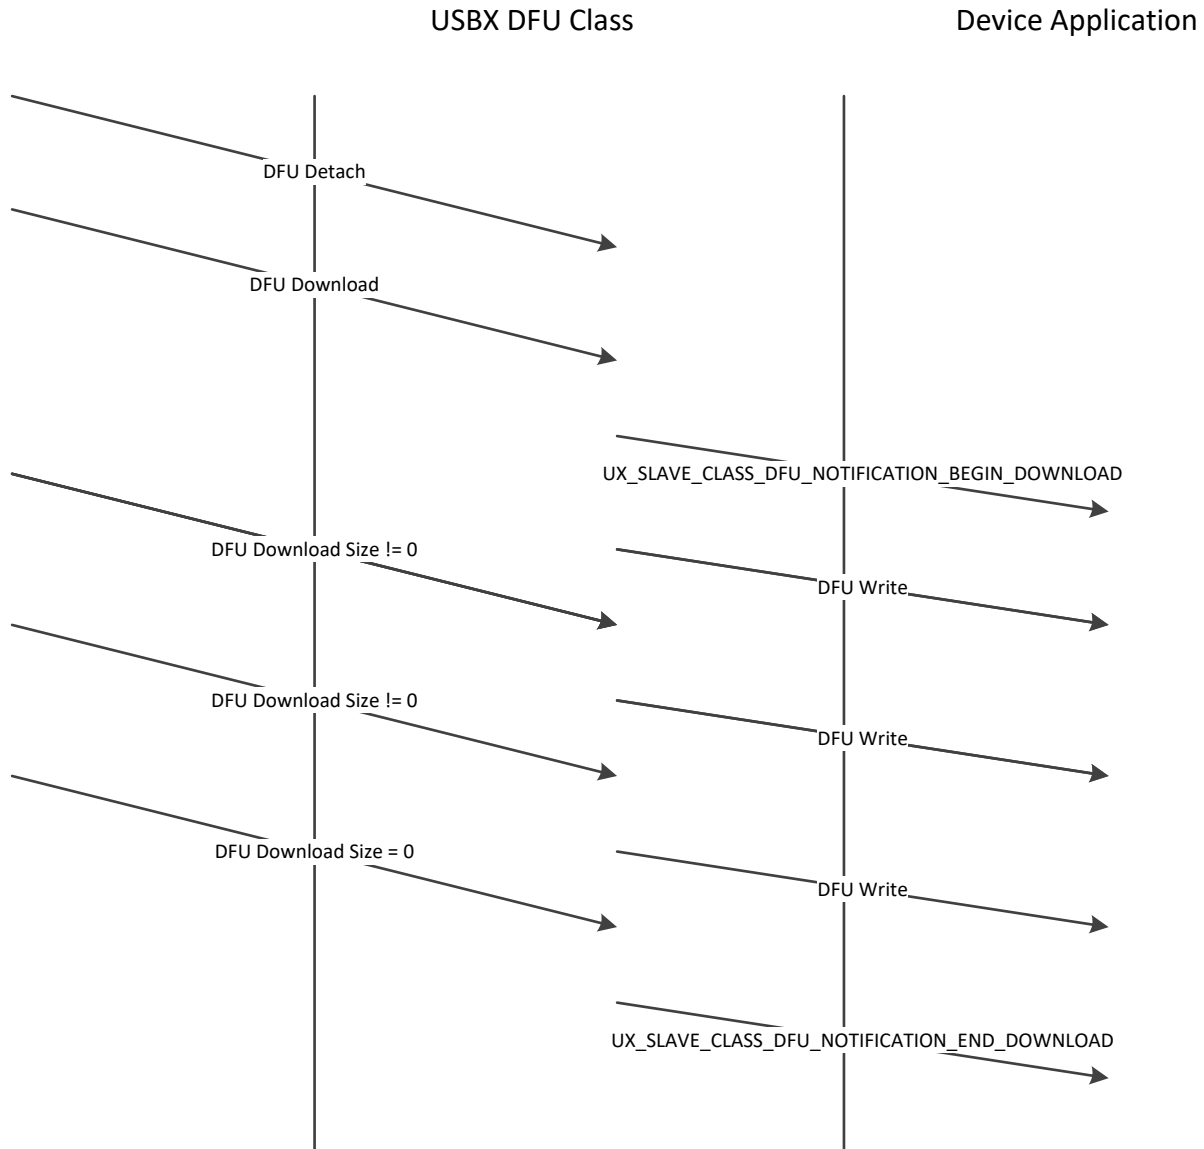 USBX DFU Class
Device Application
DFU Detach
DFU Download
UX_SLAVE_CLASS_DFU_NOTIFICATION_BEGIN_DOWNLOAD
DFU Download Size != 0
DFU Write
DFU Download Size != 0
DFU Write
DFU Download Size = 0
DFU Write
UX_SLAVE_CLASS_DFU_NOTIFICATION_END_DOWNLOAD